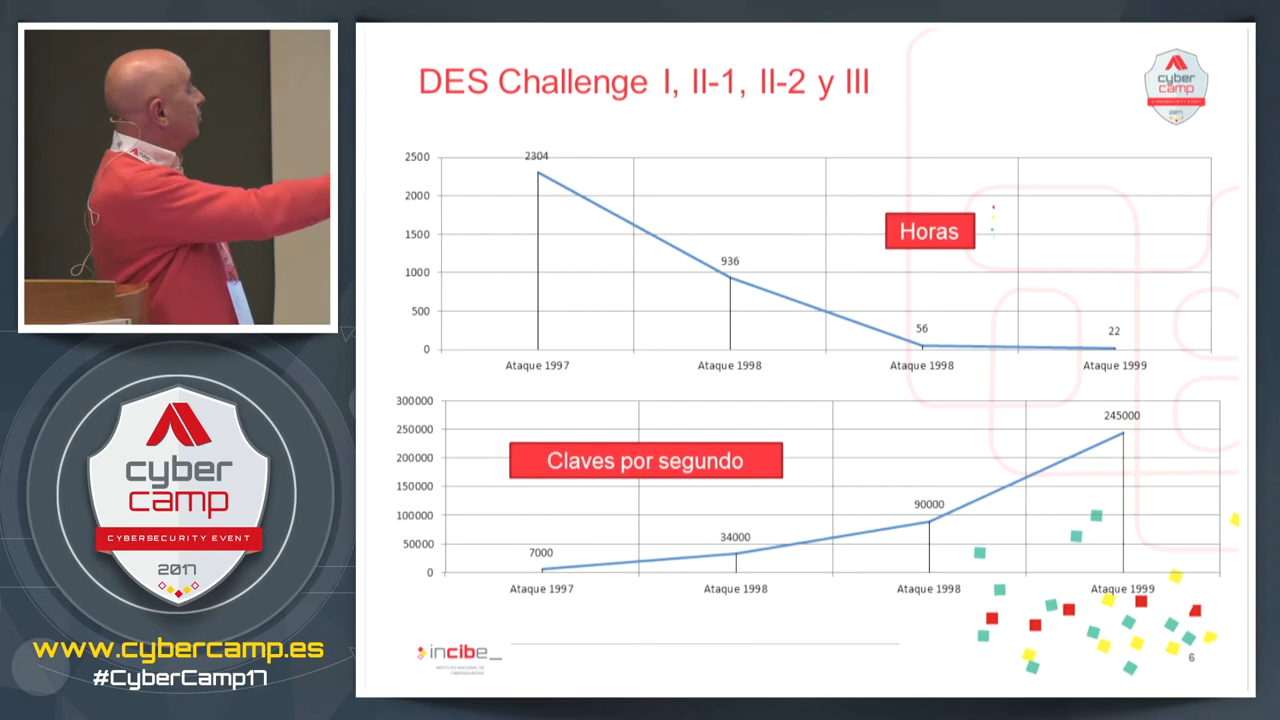 DES Challenge I, II-1, II-2 y III
cyber
camp
CYBERSECURITY EVENT
2017
2500
2000
1500
1000
500
0
2304
936
56
22
Horas
Ataque 1997
Ataque 1998
Ataque 1998
Ataque 1999
300000
250000
200000
150000
100000
50000
0
7000
34000
90000
245000
Claves por segundo
Ataque 1997
Ataque 1998
Ataque 1998
Ataque 1999
incibe_
INSTITUTO NACIONAL DE
CIBERSEGURIDAD
6
cyber
camp
CYBERSECURITY EVENT
2017
www.cybercamp.es
#CyberCamp17